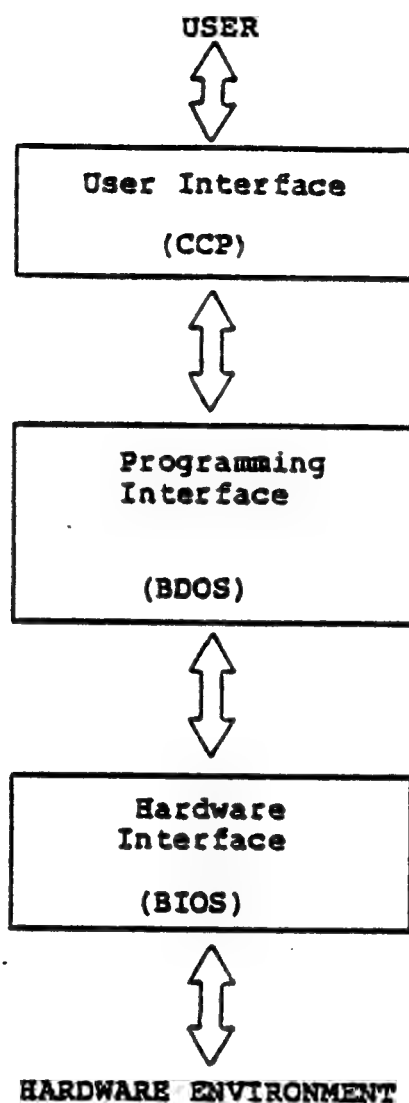 USER
User Interface
(CCP)
Programming
Interface
(BDOS)
Hardware
Interface
(BIOS)
HARDWARE ENVIRONMENT